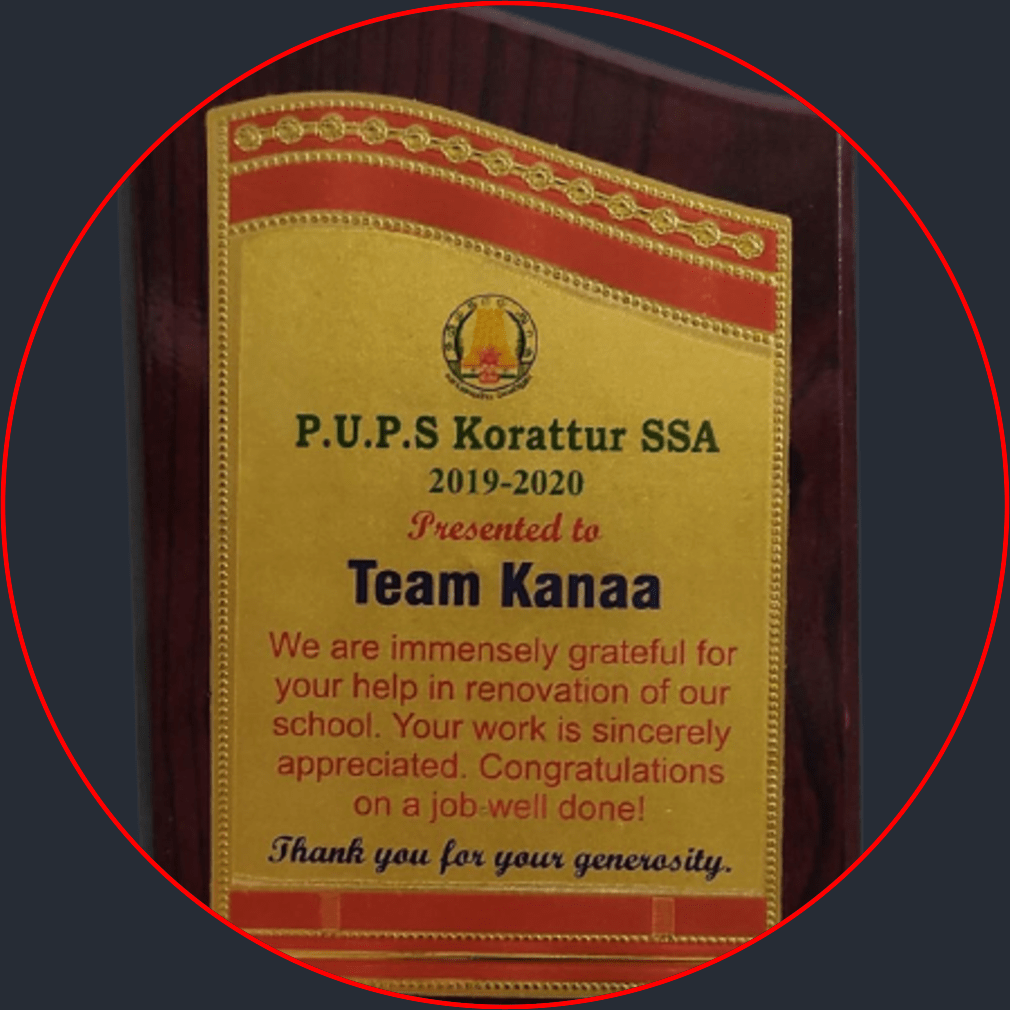 P.U.P.S Korattur SSA
2019-2020
Presented to
Team Kanaa
We are immensely grateful for
your help in renovation of our
school. Your work is sincerely
appreciated. Congratulations
on a job well done!
Thank you for your generosity.